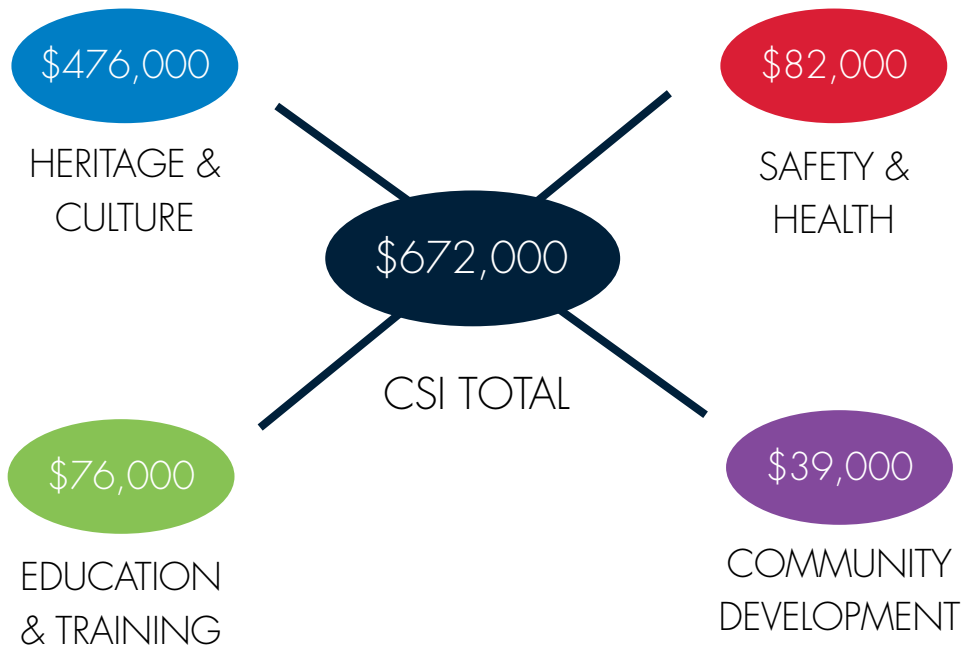 $476,000
HERITAGE &
CULTURE
$82,000
SAFETY &
HEALTH
$672,000
CSI TOTAL
$76,000
EDUCATION
& TRAINING
$39,000
COMMUNITY
DEVELOPMENT